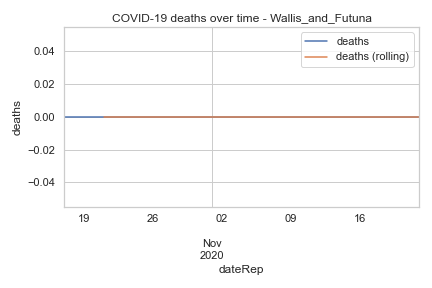 COVID-19 deaths over time - Wallis_and_Futuna
deaths
deaths (rolling)
0.04
0.02
0.00
−0.02
−0.04
deaths
19
26
02
09
16
Nov
2020
dateRep